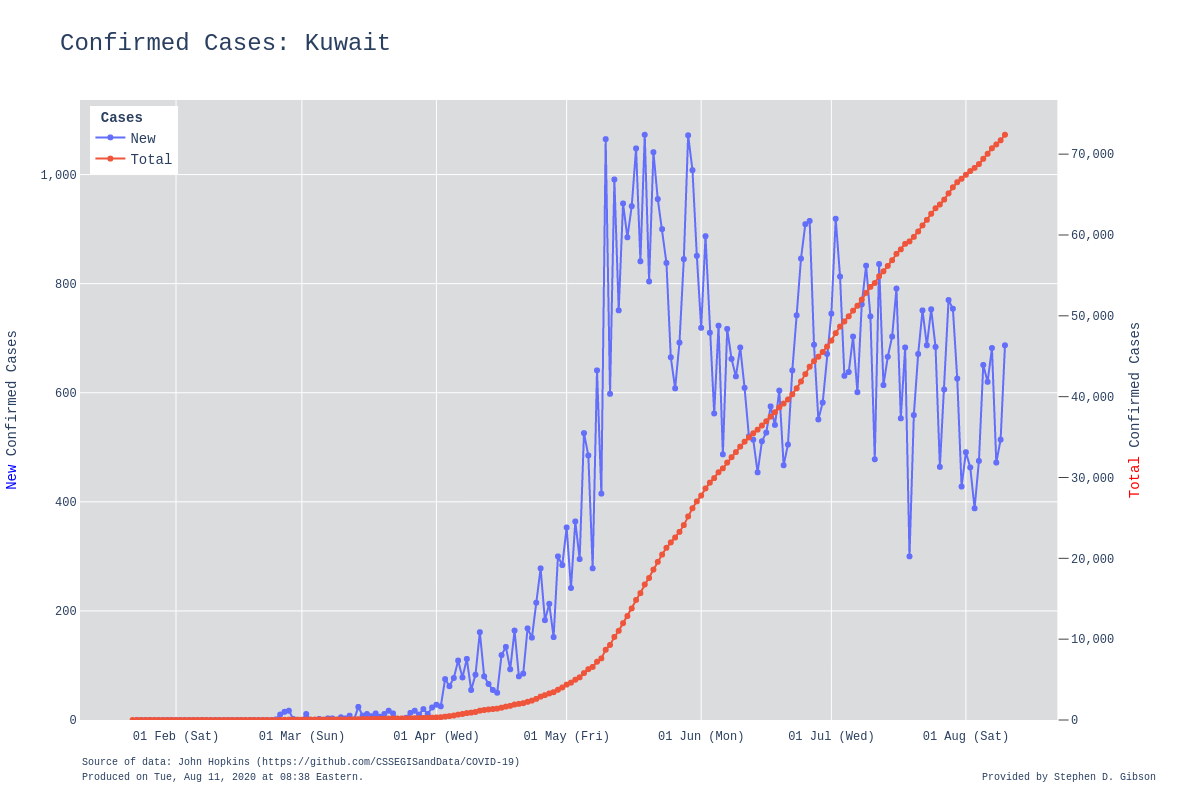 Confirmed Cases: Kuwait
Cases
New
Total
1,000
800
600
400
200
0
70,000
60,000
50,000
40,000
30,000
20,000
10,000
0
New Confirmed Cases
Total Confirmed Cases
01 Feb (Sat) 01 Mar (Sun) 01 Apr (Wed) 01 May (Fri) 01 Jun (Mon) 01 Jul (Wed) 01 Aug (Sat)
Source of data: John Hopkins (https://github.com/CSSEGISandData/COVID-19)
Produced on Tue, Aug 11, 2020 at 08:38 Eastern.
Provided by Stephen D. Gibson